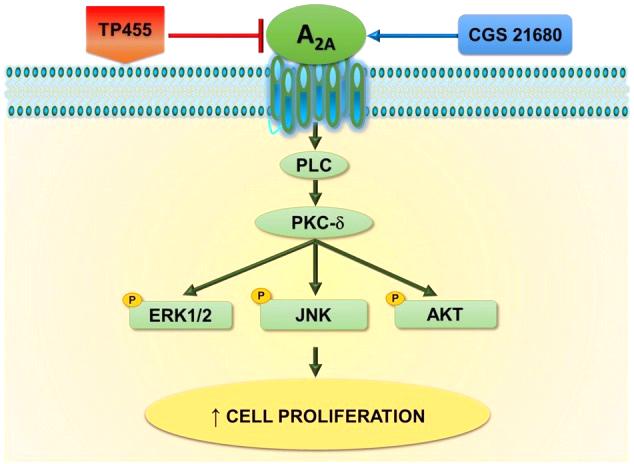 TP455
A2A
CGS 21680
PLC
PKC-δ
P
ERK1/2
P
JNK
P
AKT
↑ CELL PROLIFERATION